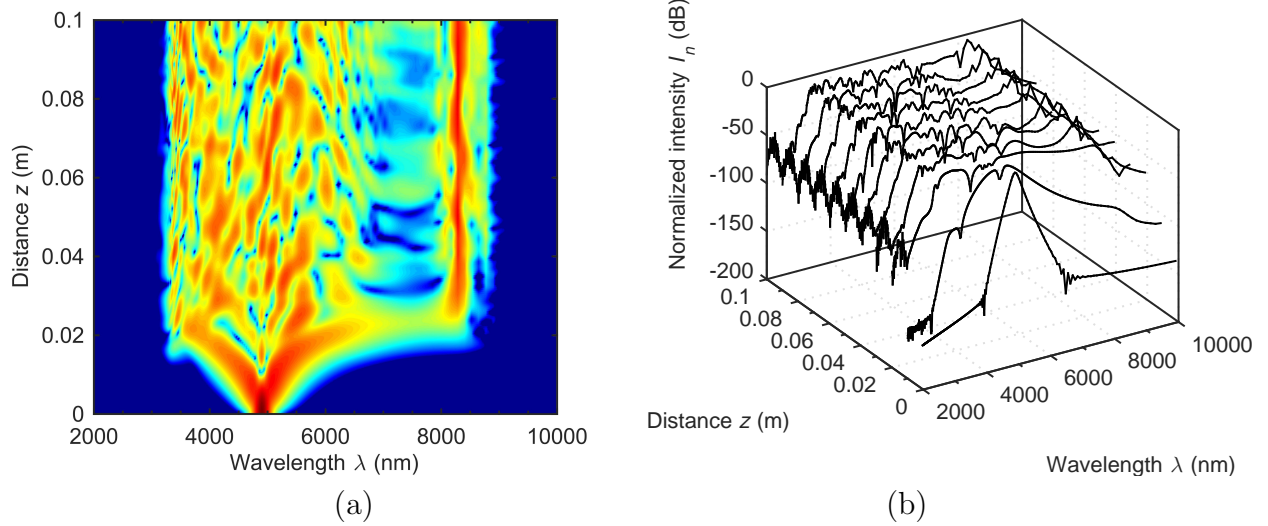 0.1
0.08
0.06
0.04
0.02
0
Distance z (m)
2000 4000 6000 8000 10000
Wavelength λ (nm)
(a)
Normalized intensity Iₙ (dB)
0
-50
-100
-150
-200
0.1
0.08
0.06
0.04
0.02
0
Distance z (m)
2000
4000
6000
8000
10000
Wavelength λ (nm)
(b)